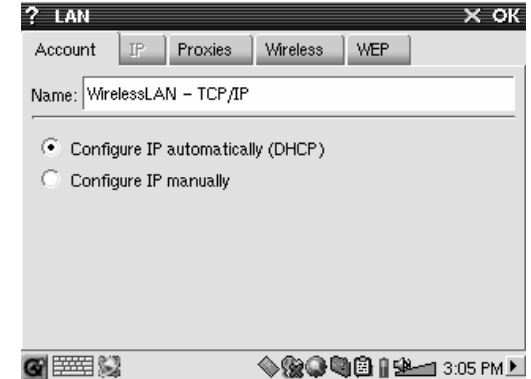 ? LAN × OK
Account IP Proxies Wireless WEP
Name: WirelessLAN – TCP/IP
Configure IP automatically (DHCP)
Configure IP manually
3:05 PM